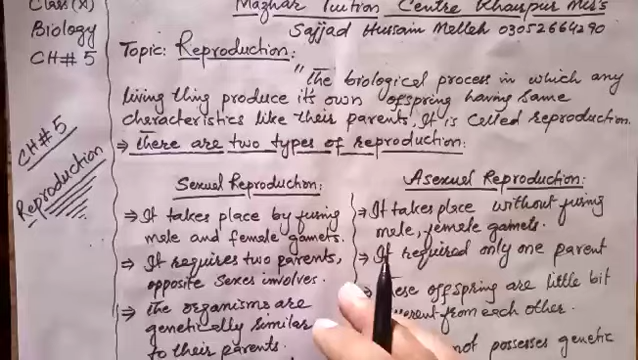 Class (X)
Biology
CH# 5
Mazhar Tuition Centre Khairpur Mir's
Sajjad Hussain Melleh 03052664290
Topic: Reproduction:
"The biological process in which any
living thing produce it's own offspring having same
characteristics like their parents. It is called reproduction.
⇒ there are two types of reproduction:
CH# 5
Reproduction
Sexual Reproduction:
⇒ It takes place by fusing
male and female gamets.
⇒ It requires two parents,
opposite sexes involves.
⇒ The organisms are
genetically similar
to their parents.
Asexual Reproduction:
⇒ It takes place without fusing
male, female gamets.
⇒ It required only one parent
These offspring are little bit
from each other.
not possesses genetic